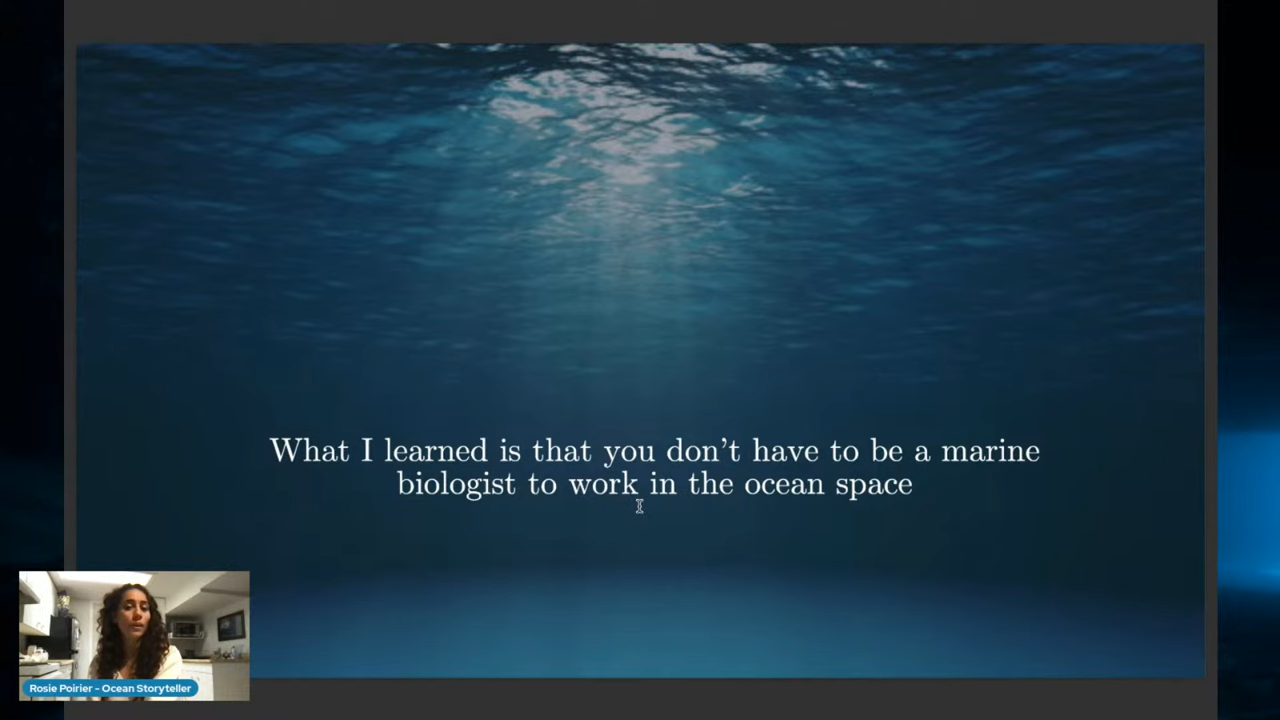 What I learned is that you don't have to be a marine
biologist to work in the ocean space
Rosie Poirier - Ocean Storyteller